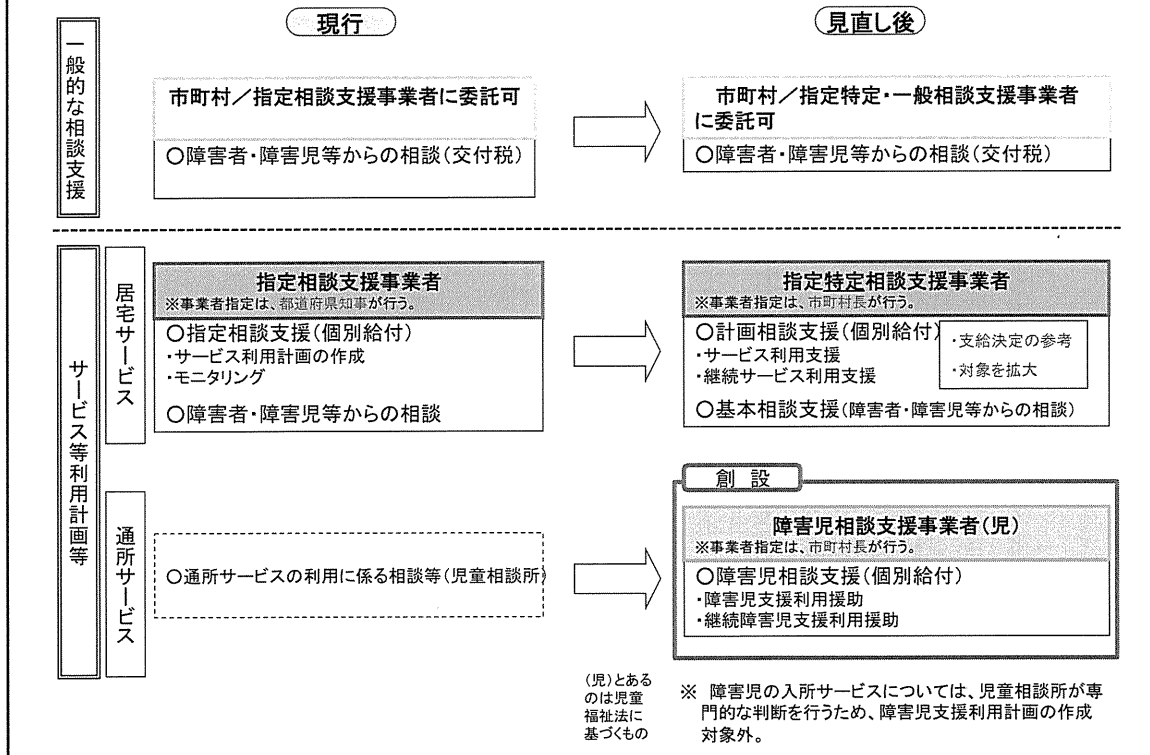 現行
見直し後
一般的な相談支援
市町村／指定相談支援事業者に委託可
○障害者・障害児等からの相談(交付税)
市町村／指定特定・一般相談支援事業者
に委託可
○障害者・障害児等からの相談(交付税)
サービス等利用計画等
居宅サービス
指定相談支援事業者
※事業者指定は、都道府県知事が行う。
○指定相談支援(個別給付)
・サービス利用計画の作成
・モニタリング
○障害者・障害児等からの相談
指定特定相談支援事業者
※事業者指定は、市町村長が行う。
○計画相談支援(個別給付)
・サービス利用支援
・継続サービス利用支援
・支給決定の参考
・対象を拡大
○基本相談支援(障害者・障害児等からの相談)
通所サービス
○通所サービスの利用に係る相談等(児童相談所)
創設
障害児相談支援事業者(児)
※事業者指定は、市町村長が行う。
○障害児相談支援(個別給付)
・障害児支援利用援助
・継続障害児支援利用援助
(児)とある
のは児童
福祉法に
基づくもの
※ 障害児の入所サービスについては、児童相談所が専
門的な判断を行うため、障害児支援利用計画の作成
対象外。